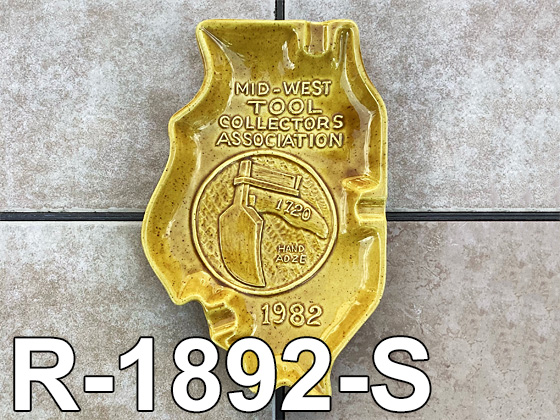 MID-WEST
TOOL
COLLECTORS
ASSOCIATION
1720
HAND
ADZE
1982
R-1892-S